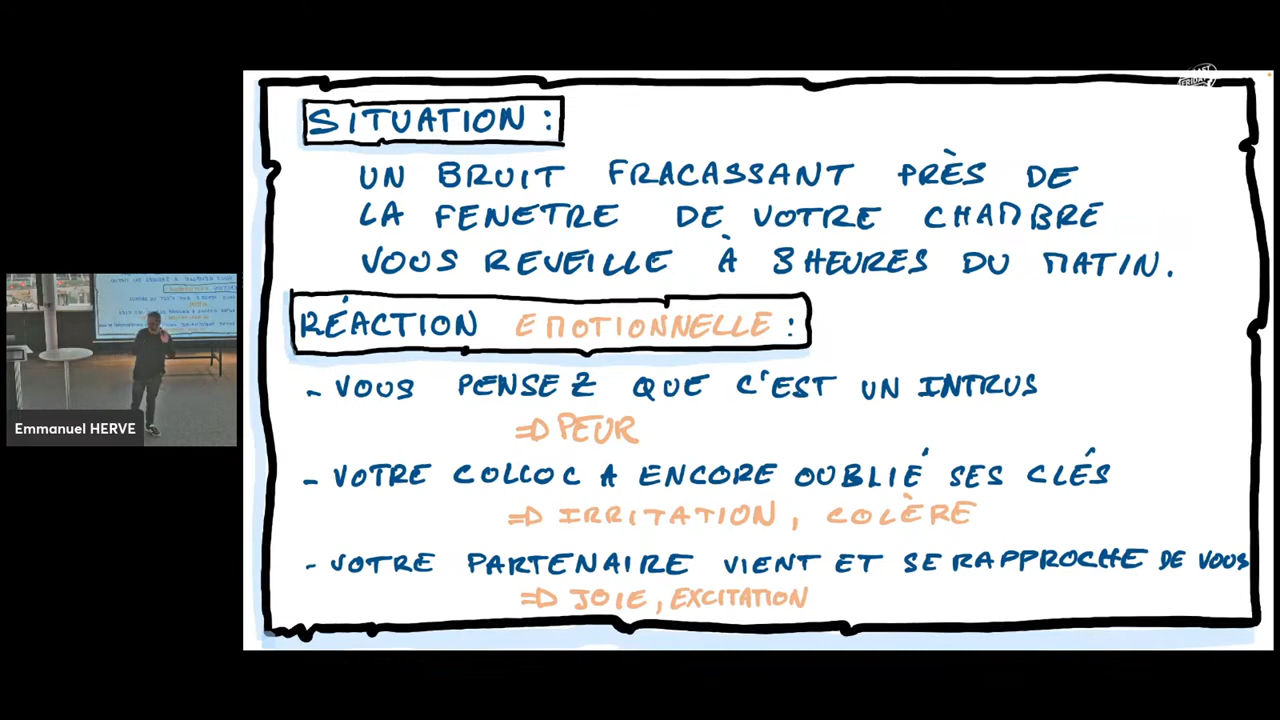 SITUATION :
UN BRUIT FRACASSANT PRÈS DE
LA FENETRE DE VOTRE CHAMBRE
VOUS REVEILLE À 3 HEURES DU MATIN.
RÉACTION EMOTIONNELLE :
- VOUS PENSEZ QUE C'EST UN INTRUS
⇒ PEUR
- VOTRE COLLOC A ENCORE OUBLIÉ SES CLÉS
⇒ IRRITATION, COLÈRE
- VOTRE PARTENAIRE VIENT ET SE RAPPROCHE DE VOUS
⇒ JOIE, EXCITATION
Emmanuel HERVE